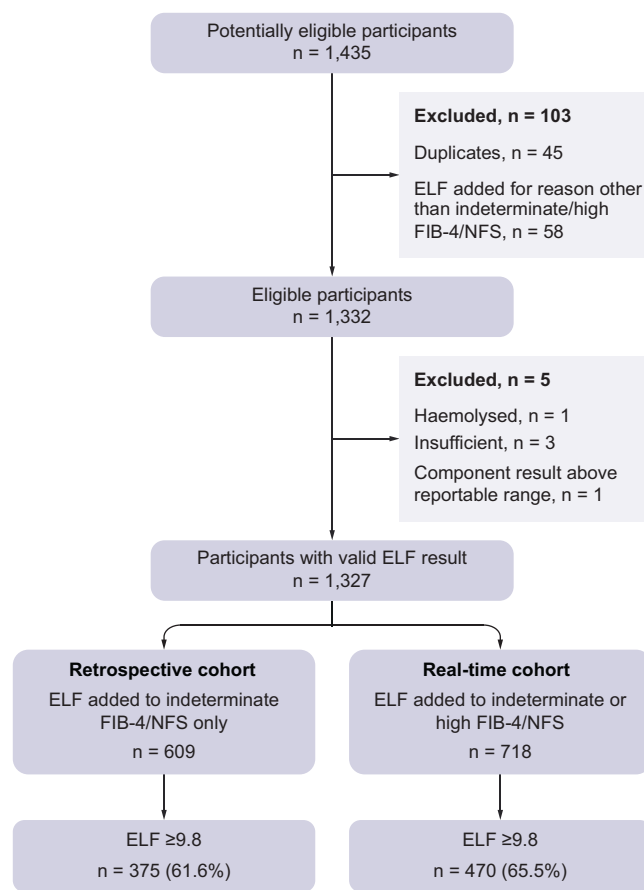 Potentially eligible participants
n = 1,435
Excluded, n = 103
Duplicates, n = 45
ELF added for reason other
than indeterminate/high
FIB-4/NFS, n = 58
Eligible participants
n = 1,332
Excluded, n = 5
Haemolysed, n = 1
Insufficient, n = 3
Component result above
reportable range, n = 1
Participants with valid ELF result
n = 1,327
Retrospective cohort
ELF added to indeterminate
FIB-4/NFS only
n = 609
Real-time cohort
ELF added to indeterminate or
high FIB-4/NFS
n = 718
ELF ≥9.8
n = 375 (61.6%)
ELF ≥9.8
n = 470 (65.5%)